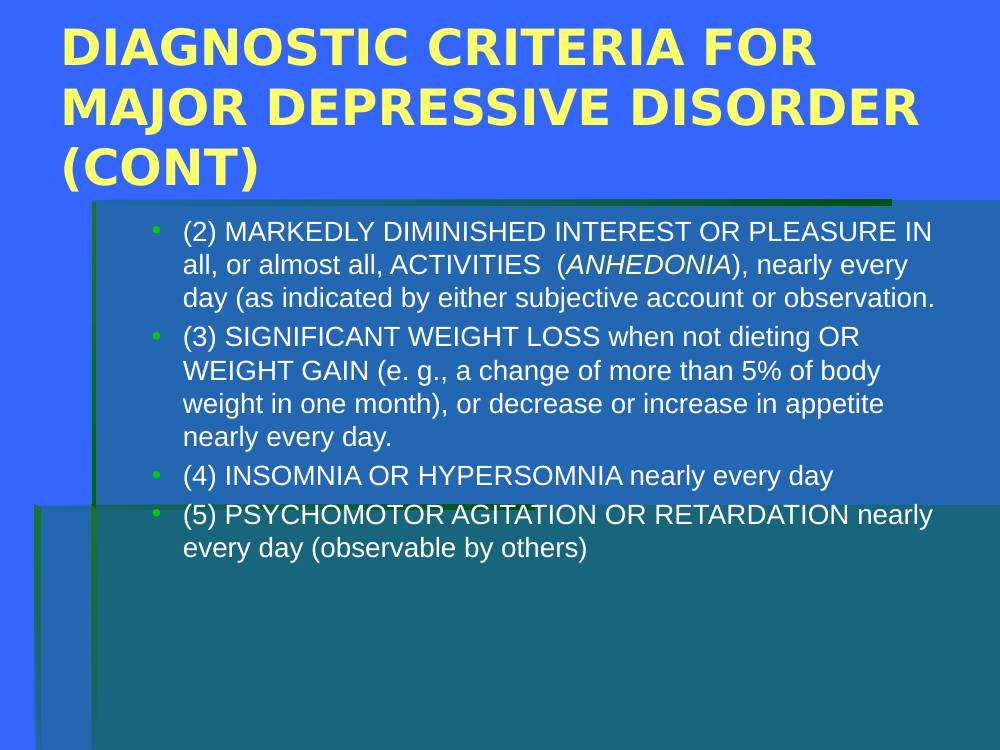 DIAGNOSTIC CRITERIA FOR
MAJOR DEPRESSIVE DISORDER
(CONT)
• (2) MARKEDLY DIMINISHED INTEREST OR PLEASURE IN
all, or almost all, ACTIVITIES  (ANHEDONIA), nearly every
day (as indicated by either subjective account or observation.
• (3) SIGNIFICANT WEIGHT LOSS when not dieting OR
WEIGHT GAIN (e. g., a change of more than 5% of body
weight in one month), or decrease or increase in appetite
nearly every day.
• (4) INSOMNIA OR HYPERSOMNIA nearly every day
• (5) PSYCHOMOTOR AGITATION OR RETARDATION nearly
every day (observable by others)